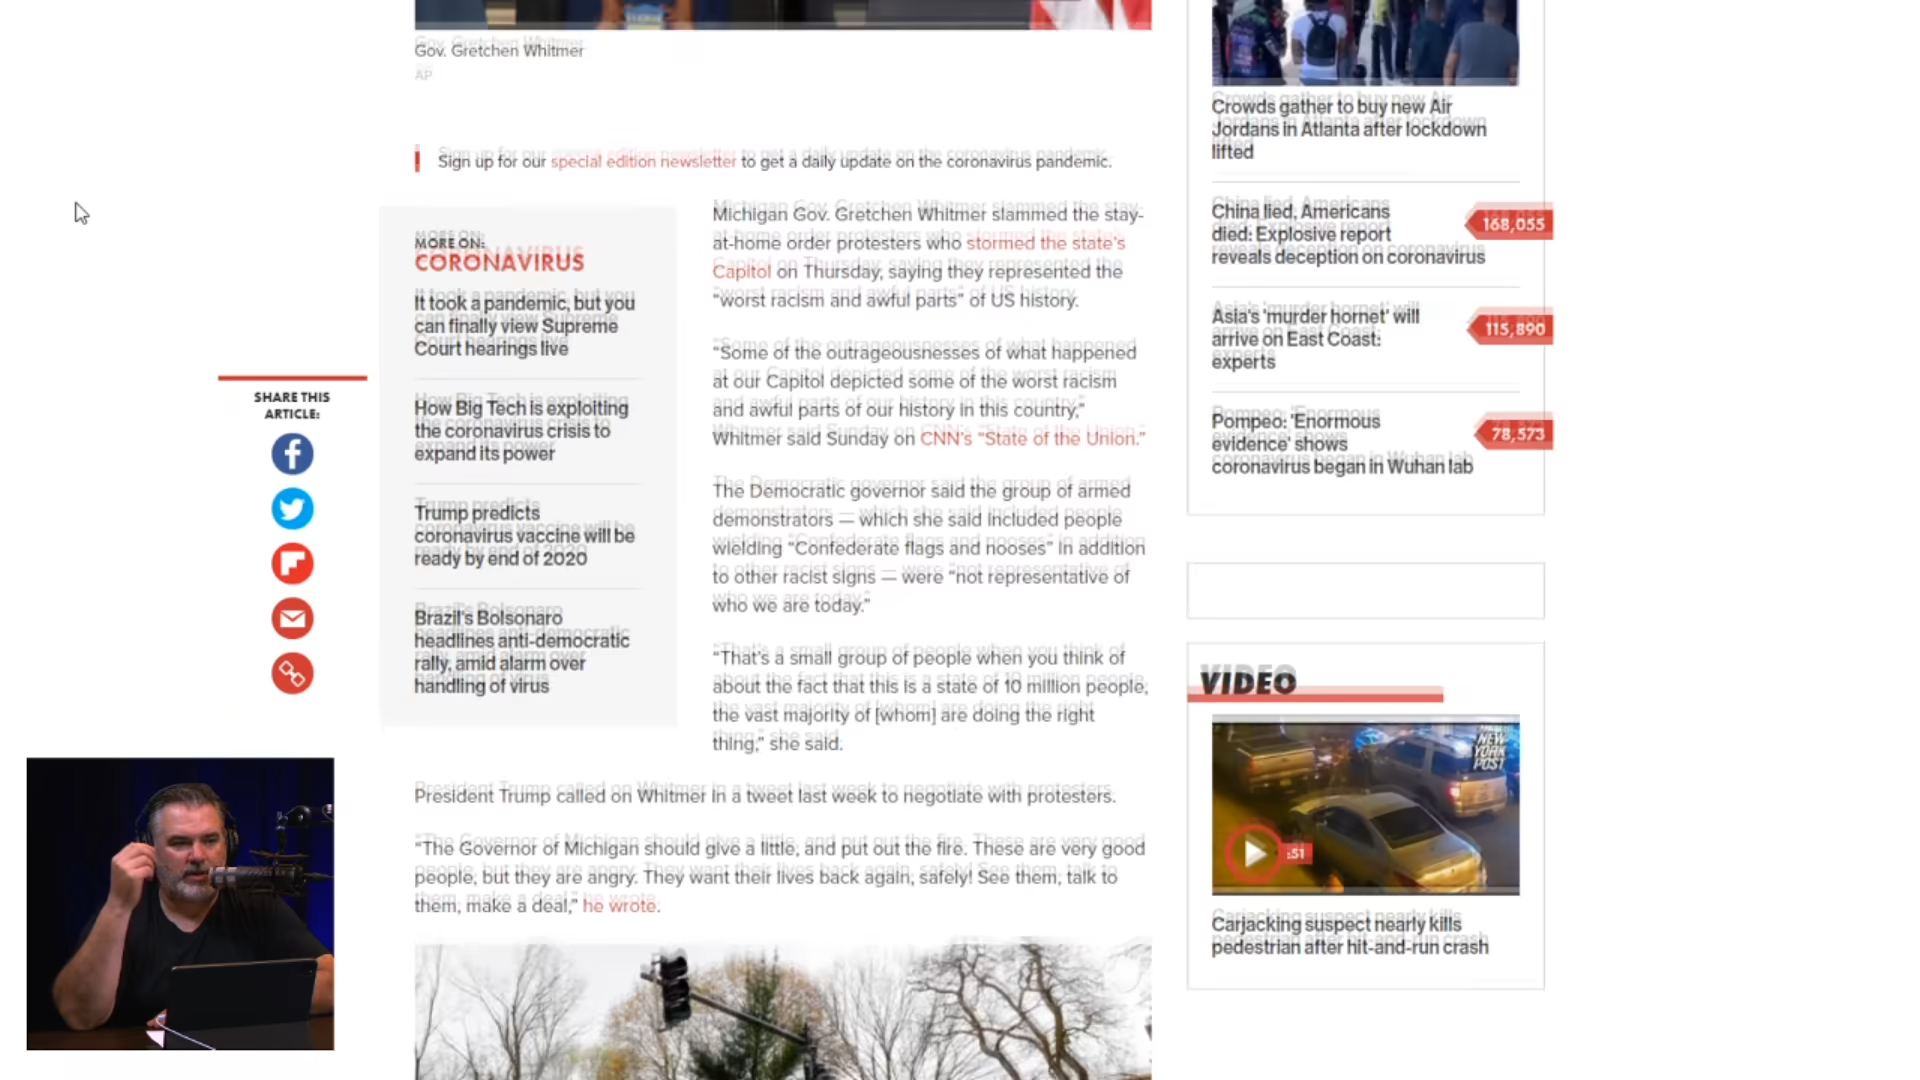 Gov. Gretchen Whitmer
AP
Sign up for our special edition newsletter to get a daily update on the coronavirus pandemic.
MORE ON:
CORONAVIRUS
It took a pandemic, but you
can finally view Supreme
Court hearings live
How Big Tech is exploiting
the coronavirus crisis to
expand its power
Trump predicts
coronavirus vaccine will be
ready by end of 2020
Brazil's Bolsonaro
headlines anti-democratic
rally, amid alarm over
handling of virus
SHARE THIS
ARTICLE:
Michigan Gov. Gretchen Whitmer slammed the stay-
at-home order protesters who stormed the state's
Capitol on Thursday, saying they represented the
“worst racism and awful parts” of US history.
“Some of the outrageousnesses of what happened
at our Capitol depicted some of the worst racism
and awful parts of our history in this country,”
Whitmer said Sunday on CNN's “State of the Union.”
The Democratic governor said the group of armed
demonstrators — which she said included people
wielding “Confederate flags and nooses” in addition
to other racist signs — were “not representative of
who we are today.”
“That's a small group of people when you think of
about the fact that this is a state of 10 million people,
the vast majority of [whom] are doing the right
thing,” she said.
President Trump called on Whitmer in a tweet last week to negotiate with protesters.
“The Governor of Michigan should give a little, and put out the fire. These are very good
people, but they are angry. They want their lives back again, safely! See them, talk to
them, make a deal,” he wrote.
Crowds gather to buy new Air
Jordans in Atlanta after lockdown
lifted
China lied, Americans
died: Explosive report
reveals deception on coronavirus
168,055
Asia's 'murder hornet' will
arrive on East Coast:
experts
115,890
Pompeo: 'Enormous
evidence' shows
coronavirus began in Wuhan lab
78,573
VIDEO
NEW
YORK
POST
:51
Carjacking suspect nearly kills
pedestrian after hit-and-run crash